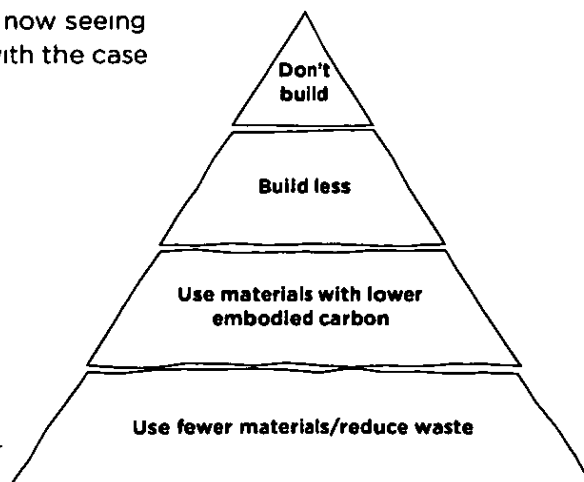 now seeing
with the case
Don't
build
Build less
Use materials with lower
embodied carbon
Use fewer materials/reduce waste